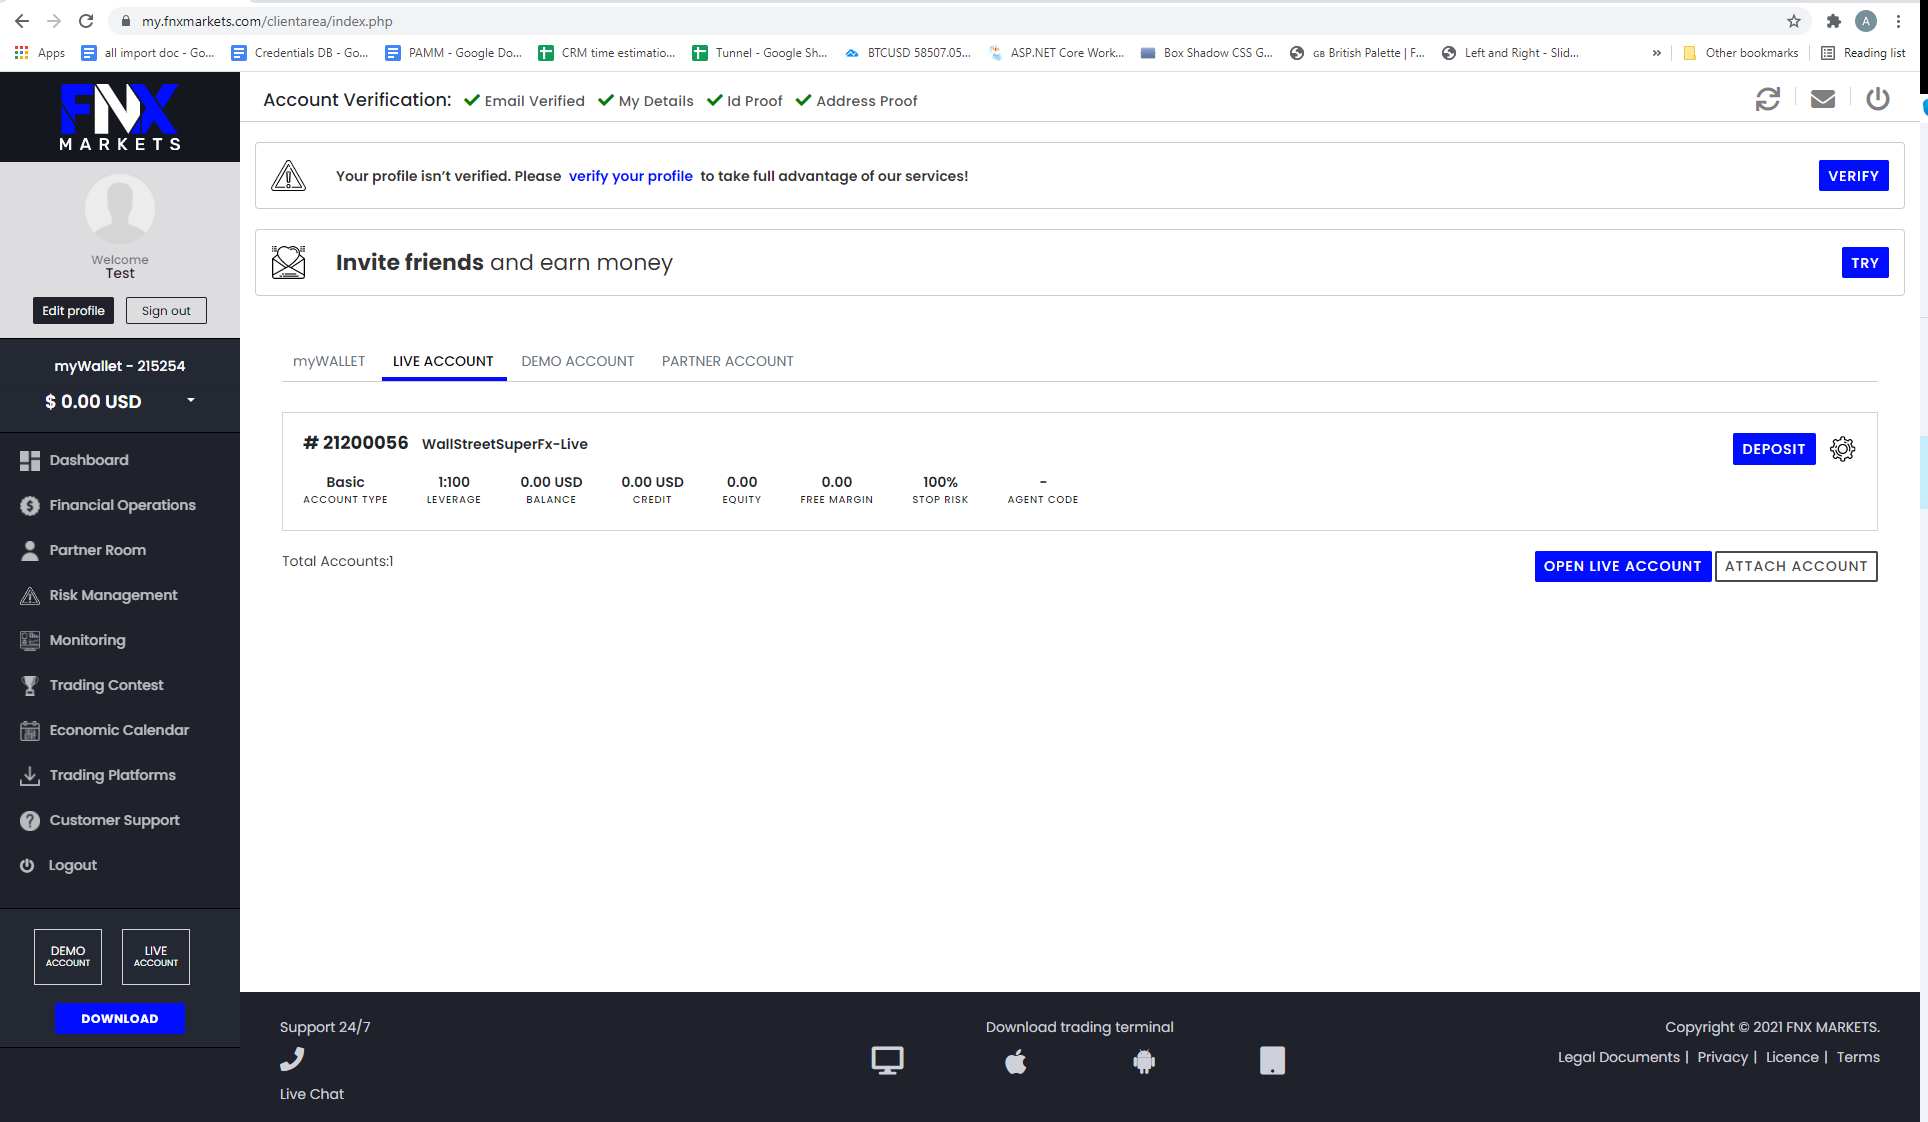 my.fnxmarkets.com/clientarea/index.php
A
Apps all import doc - Go... Credentials DB - Go... PAMM - Google Do... CRM time estimatio... Tunnel - Google Sh... BTCUSD 58507.05... ASP.NET Core Work... Box Shadow CSS G... GB British Palette | F... Left and Right - Slid... » Other bookmarks Reading list
FNX
MARKETS
Account Verification: Email Verified My Details Id Proof Address Proof
Your profile isn't verified. Please verify your profile to take full advantage of our services!
VERIFY
Invite friends and earn money
TRY
Welcome
Test
Edit profile Sign out
myWallet - 215254
$ 0.00 USD
Dashboard
Financial Operations
Partner Room
Risk Management
Monitoring
Trading Contest
Economic Calendar
Trading Platforms
Customer Support
Logout
DEMO
ACCOUNT
LIVE
ACCOUNT
DOWNLOAD
myWALLET LIVE ACCOUNT DEMO ACCOUNT PARTNER ACCOUNT
# 21200056 WallStreetSuperFx-Live
DEPOSIT
Basic 1:100 0.00 USD 0.00 USD 0.00 0.00 100% -
ACCOUNT TYPE LEVERAGE BALANCE CREDIT EQUITY FREE MARGIN STOP RISK AGENT CODE
Total Accounts:1
OPEN LIVE ACCOUNT ATTACH ACCOUNT
Support 24/7
Live Chat
Download trading terminal
Copyright © 2021 FNX MARKETS.
Legal Documents | Privacy | Licence | Terms